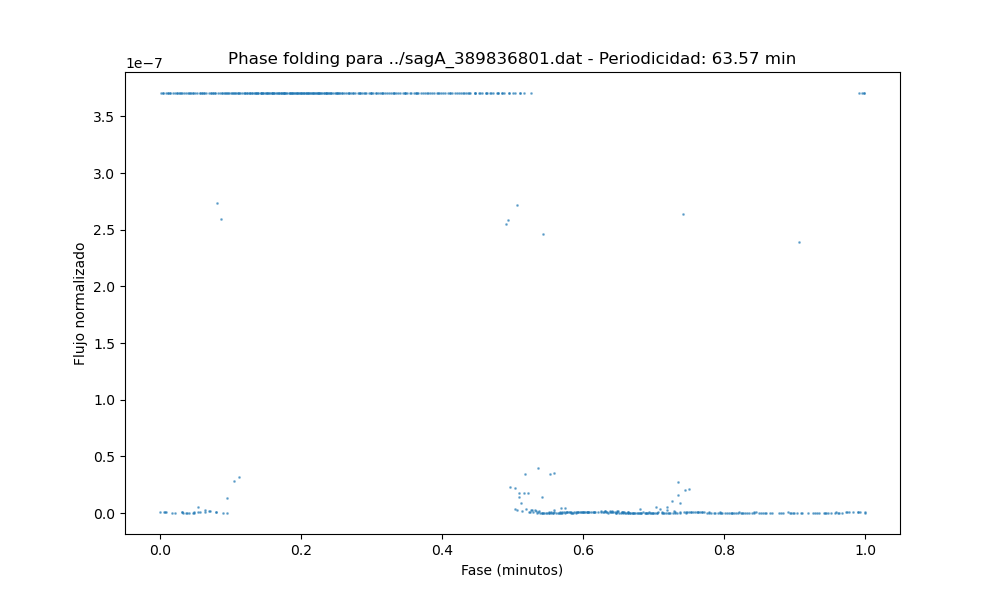 Phase folding para ../sagA_389836801.dat - Periodicidad: 63.57 min
1e−7
3.5
3.0
2.5
2.0
1.5
1.0
0.5
0.0
Flujo normalizado
0.0 0.2 0.4 0.6 0.8 1.0
Fase (minutos)